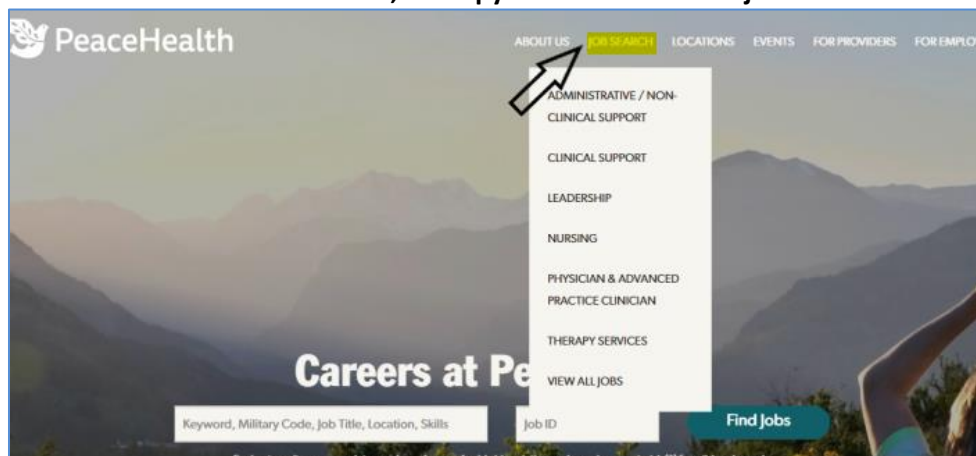 PeaceHealth
ABOUT US JOB SEARCH LOCATIONS EVENTS FOR PROVIDERS FOR EMPLO
ADMINISTRATIVE / NON-
CLINICAL SUPPORT
CLINICAL SUPPORT
LEADERSHIP
NURSING
PHYSICIAN & ADVANCED
PRACTICE CLINICIAN
THERAPY SERVICES
VIEW ALL JOBS
Careers at Pe
Keyword, Military Code, Job Title, Location, Skills
Job ID
Find Jobs